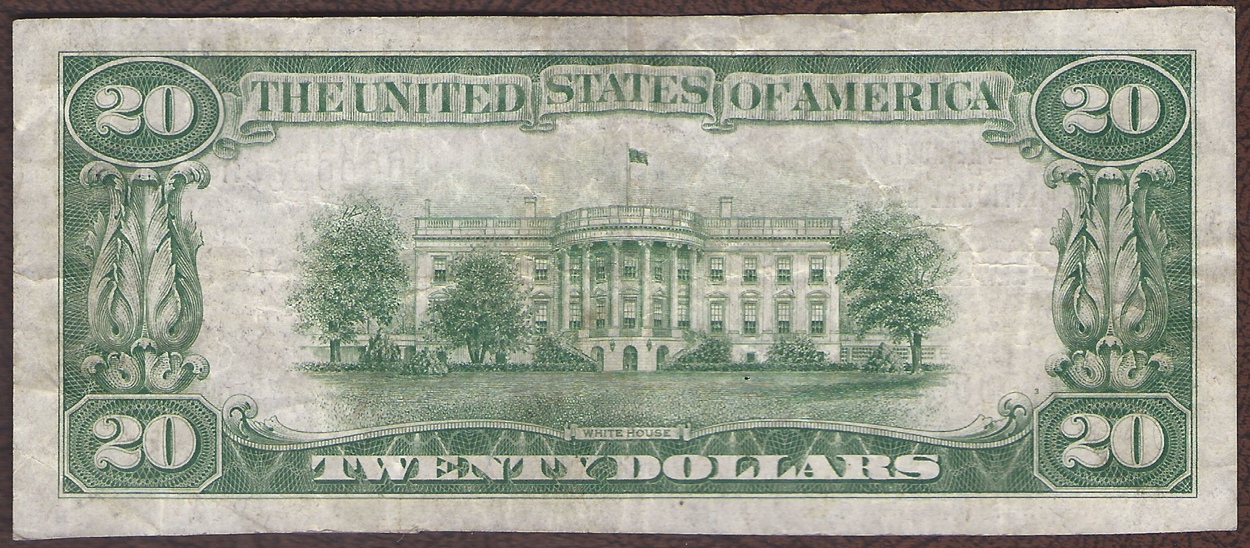 20 THE UNITED STATES OF AMERICA 20
WHITE HOUSE
20 TWENTY DOLLARS 20